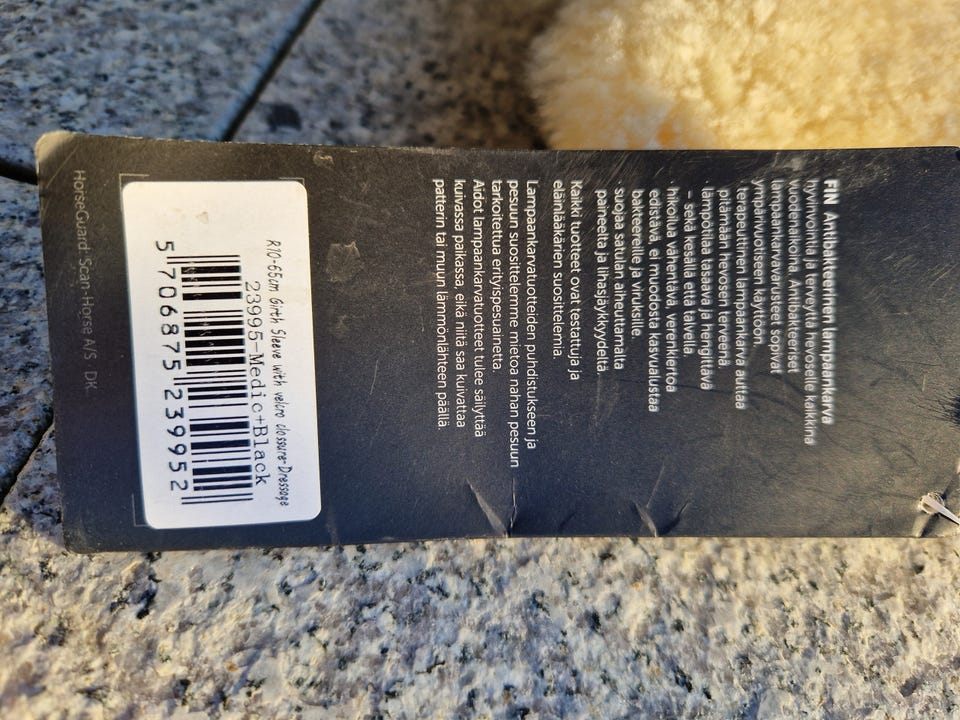 FIN Antibakteerinen lampaankarva
hyvinvointia ja terveyttä hevoselle kaikkina
vuodenaikoina. Antibakteeriset
lampaankarvavarusteet sopivat
ympärivuotiseen käyttöön.
terapeuttinen lampaankarva auttaa
pitämään hevosen terveenä.
· lämpötilaa tasaava ja hengittävä
– sekä kesällä että talvella.
· hikoilua vähentävä, verenkiertoa
edistävä, ei muodosta kasvualustaa
bakteereille ja viruksille.
· suojaa satulan aiheuttamalta
paineelta ja lihasjäykkyydeltä.
Kaikki tuotteet ovat testattuja ja
eläinlääkärien suosittelemia.
Lampaankarvatuotteiden puhdistukseen ja
pesuun suosittelemme mietoa nahan pesuun
tarkoitettua erityispesuainetta.
Aidot lampaankarvatuotteet tulee säilyttää
kuivassa paikassa, eikä niitä saa kuivattaa
patterin tai muun lämmönlähteen päällä.
R70-65cm Girth Sleeve with velcro closure-Dressage
23995-Medic+Black
5 706875 239952
HorseGuard Scan-Horse A/S DK